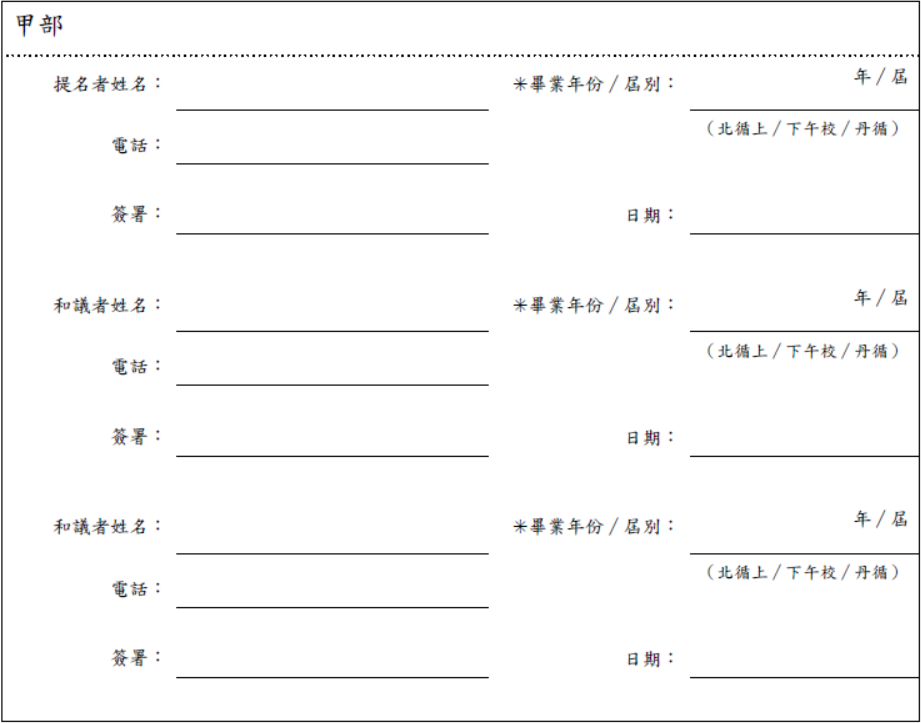 甲部
提名者姓名： *畢業年份/屆別： 年/屆
(北循上/下午校/丹循)
電話：
簽署： 日期：
和議者姓名： *畢業年份/屆別： 年/屆
(北循上/下午校/丹循)
電話：
簽署： 日期：
和議者姓名： *畢業年份/屆別： 年/屆
(北循上/下午校/丹循)
電話：
簽署： 日期：